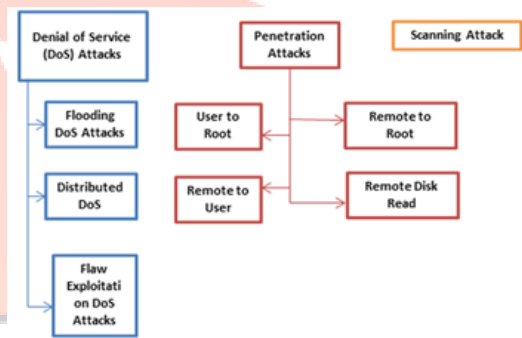 Denial of Service
(DoS) Attacks
Flooding
DoS Attacks
Distributed
DoS
Flaw
Exploitati
on DoS
Attacks
Penetration
Attacks
User to
Root
Remote to
Root
Remote to
User
Remote Disk
Read
Scanning Attack